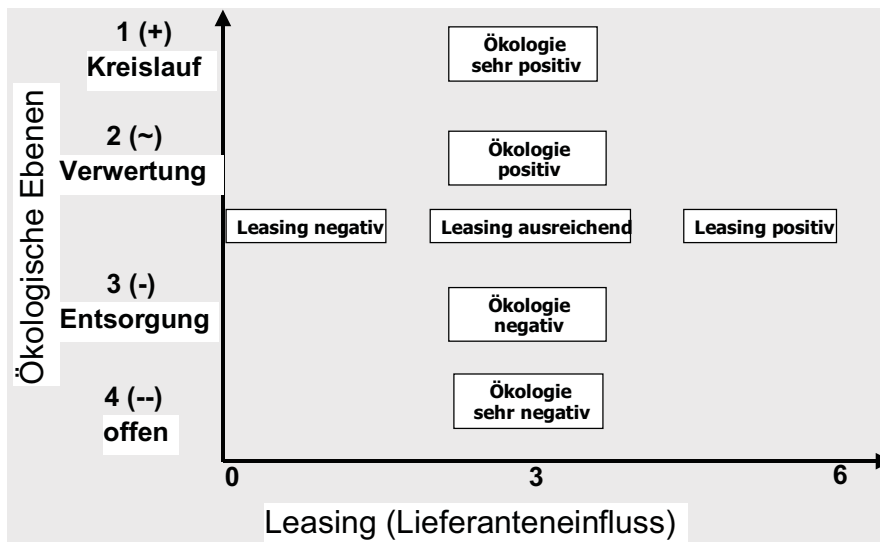 Ökologische Ebenen
1 (+)
Kreislauf
2 (~)
Verwertung
3 (-)
Entsorgung
4 (--)
offen
Ökologie
sehr positiv
Ökologie
positiv
Leasing negativ
Leasing ausreichend
Leasing positiv
Ökologie
negativ
Ökologie
sehr negativ
0
3
6
Leasing (Lieferanteneinfluss)